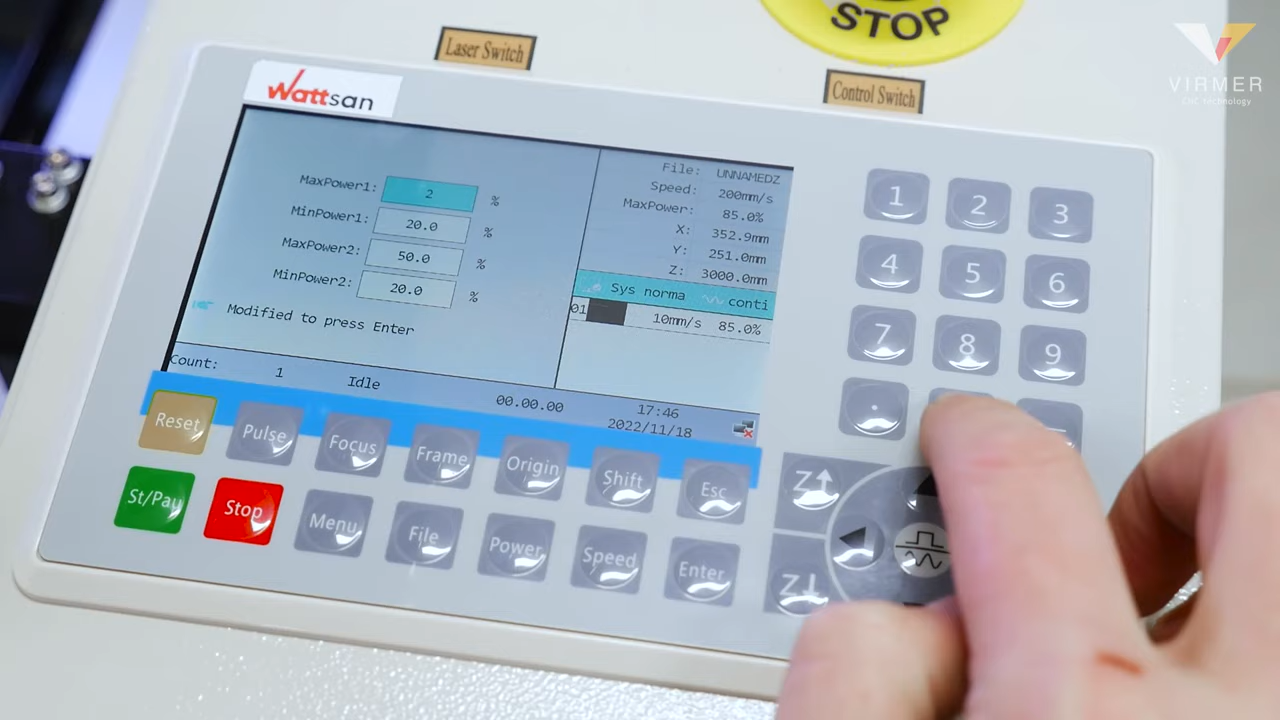 STOP
Laser Switch
Control Switch
VIRMER
CNC technology
Wattsan
MaxPower1: 2 %
MinPower1: 20.0 %
MaxPower2: 50.0 %
MinPower2: 20.0 %
Modified to press Enter
File: UNNAMEDZ
Speed: 200mm/s
MaxPower: 85.0%
X: 352.9mm
Y: 251.0mm
Z: 3000.0mm
Sys norma conti
01 10mm/s 85.0%
Count: 1 Idle 00.00.00 17:46
2022/11/18
1 2 3
4 5 6
7 8 9
.
Reset Pulse Focus Frame Origin Shift Esc
St/Pau Stop Menu File Power Speed Enter
Z↑
Z↓